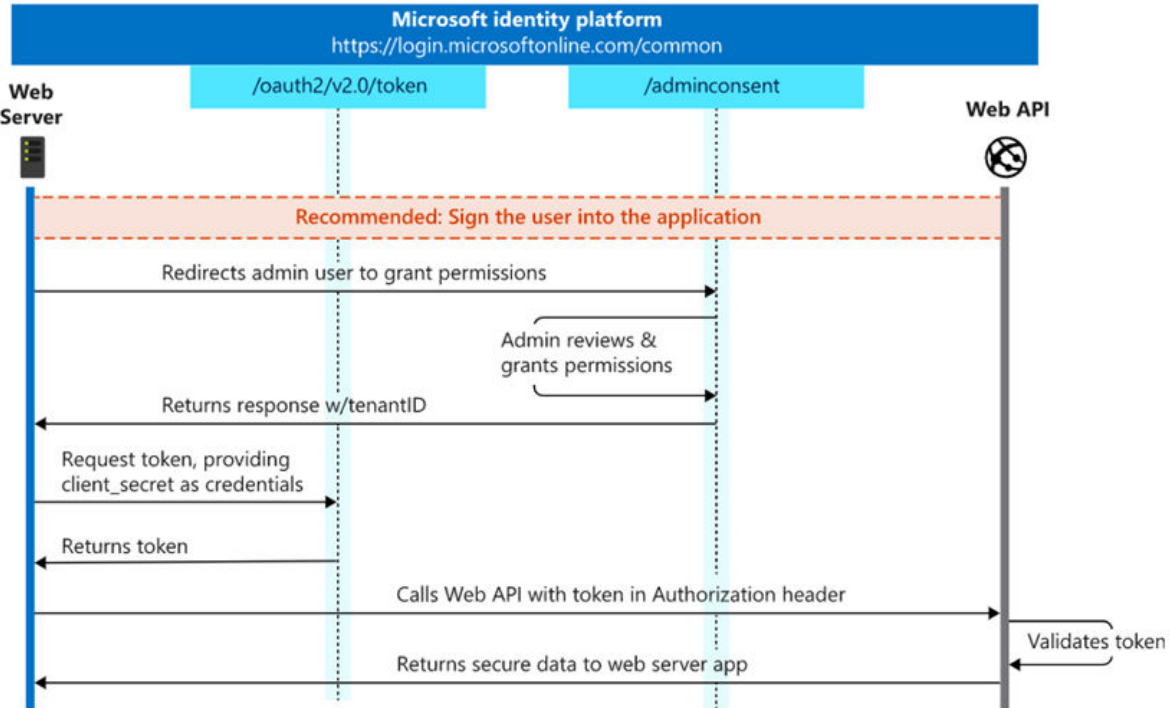 Microsoft identity platform
https://login.microsoftonline.com/common
/oauth2/v2.0/token
/adminconsent
Web
Server
Web API
Recommended: Sign the user into the application
Redirects admin user to grant permissions
Admin reviews &
grants permissions
Returns response w/tenantID
Request token, providing
client_secret as credentials
Returns token
Calls Web API with token in Authorization header
Validates token
Returns secure data to web server app